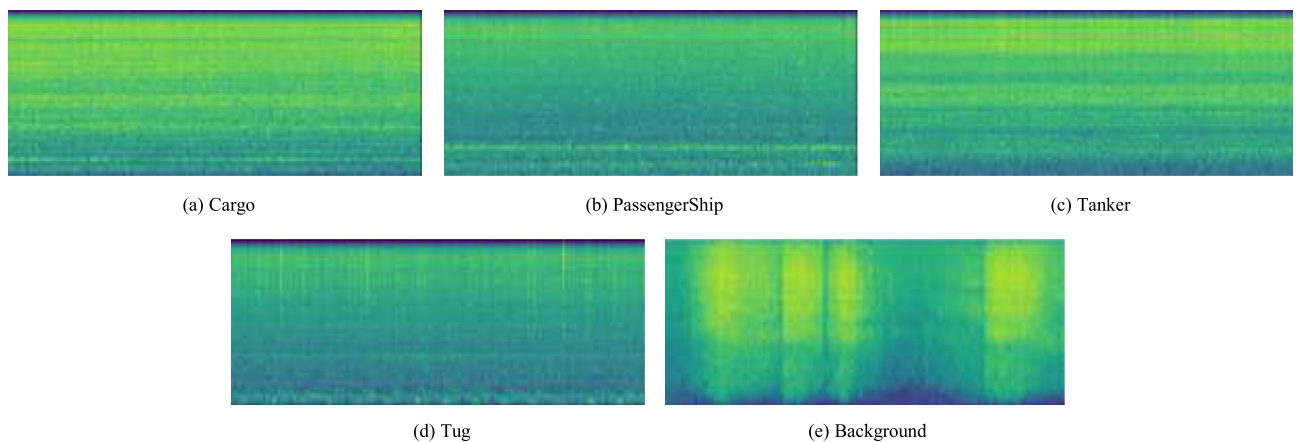 (a) Cargo
(b) PassengerShip
(c) Tanker
(d) Tug
(e) Background